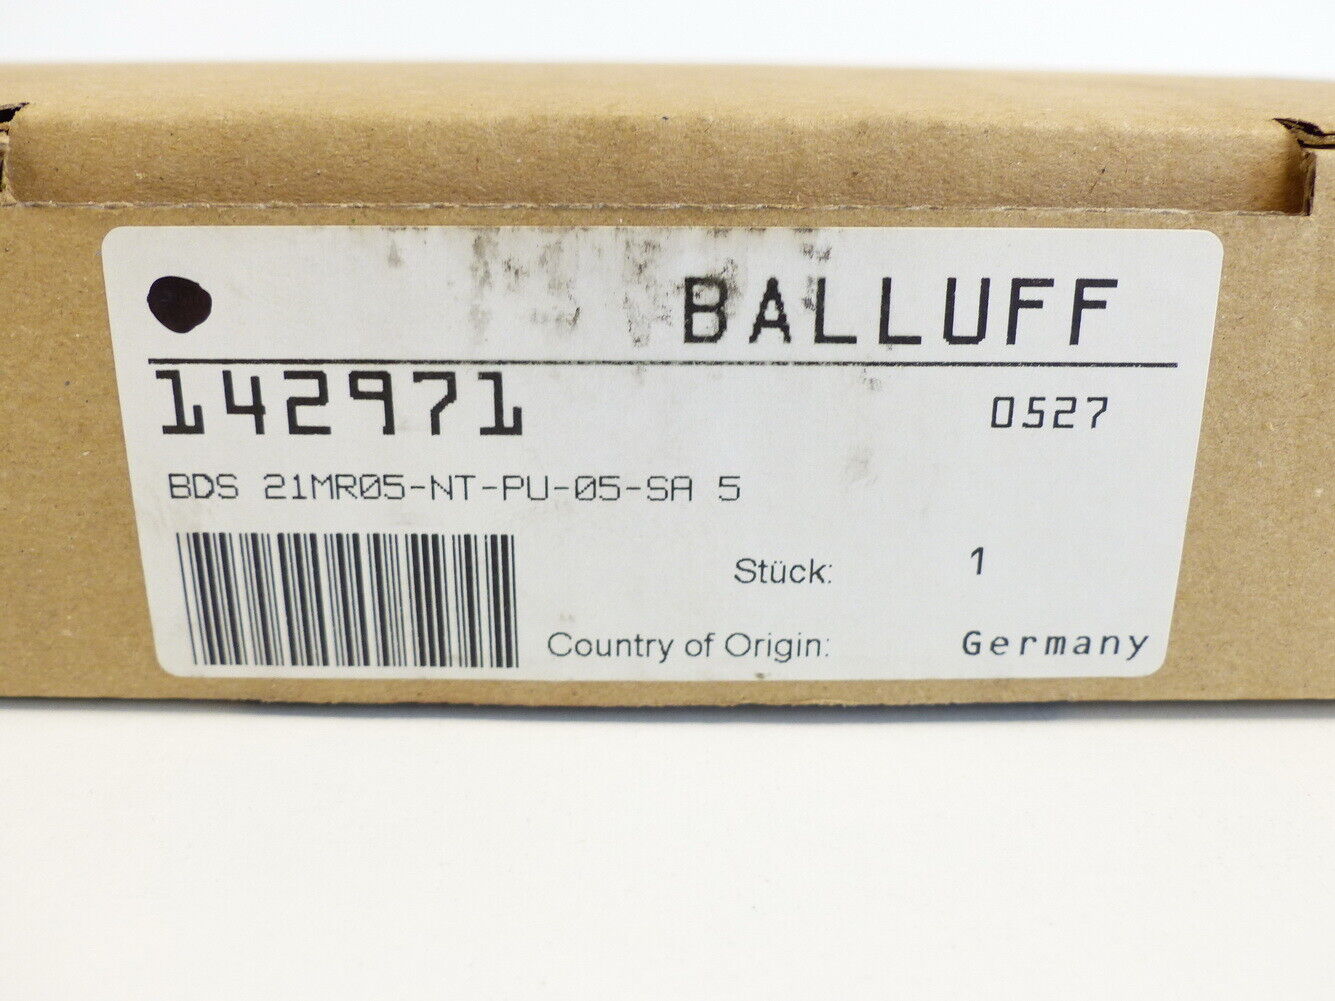 BALLUFF
142971 0527
BDS 21MR05-NT-PU-05-SA 5
Stück: 1
Country of Origin: Germany